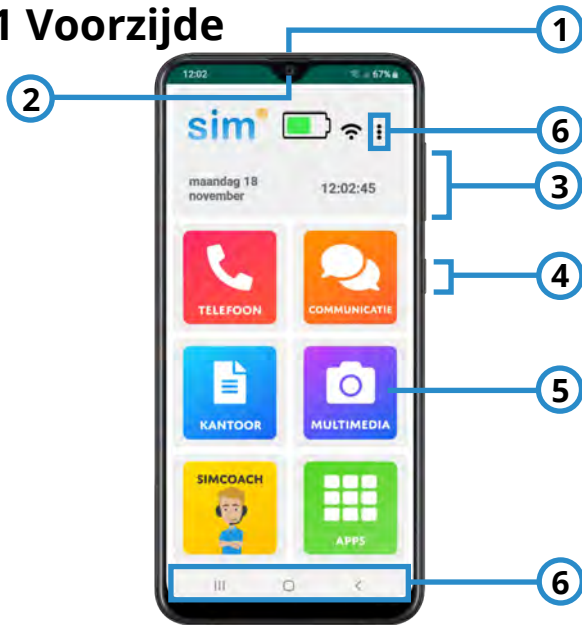 1 Voorzijde
1
2
12:02
67%
sim
6
3
maandag 18
november
12:02:45
4
TELEFOON
COMMUNICATIE
5
KANTOOR
MULTIMEDIA
SIMCOACH
APPS
6